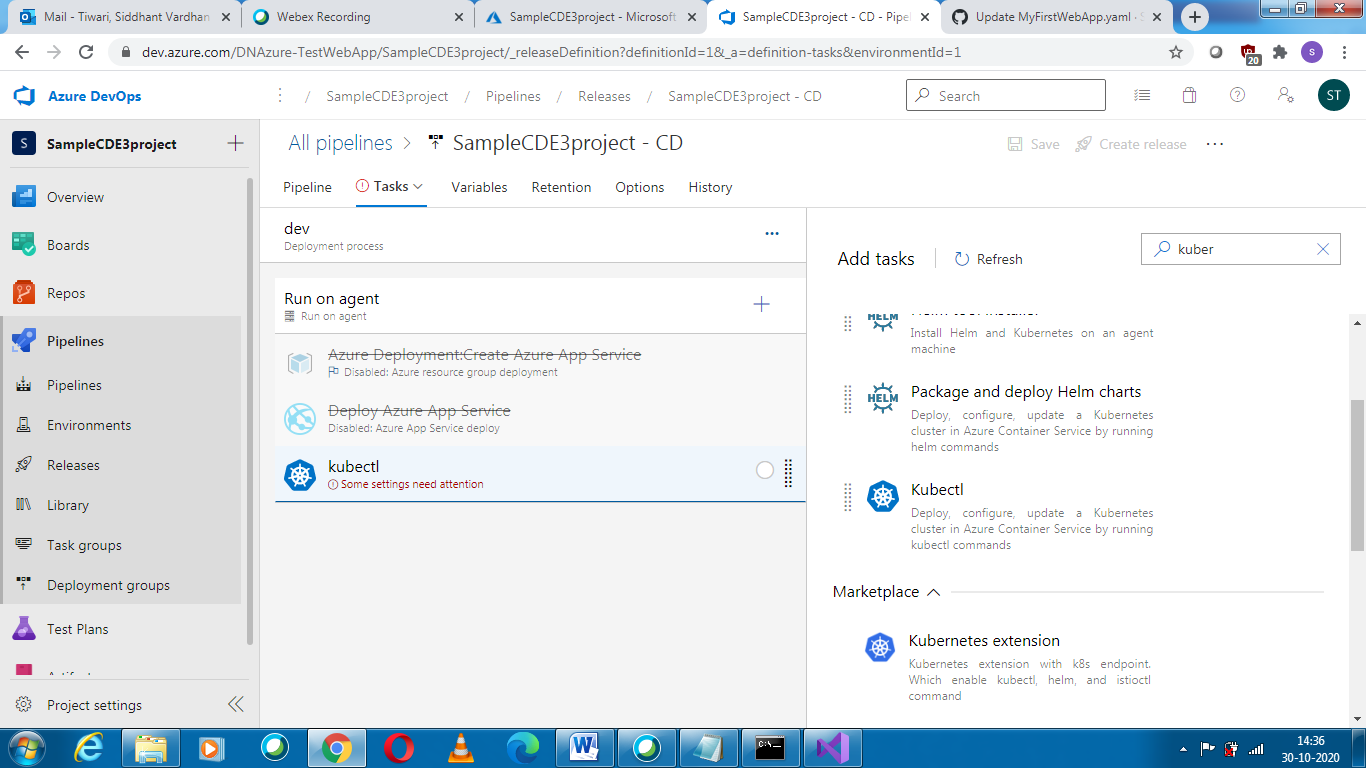 Mail - Tiwari, Siddhant Vardhan
Webex Recording
SampleCDE3project - Microsoft
SampleCDE3project - CD - Pipel
Update MyFirstWebApp.yaml · S
dev.azure.com/DNAzure-TestWebApp/SampleCDE3project/_releaseDefinition?definitionId=1&_a=definition-tasks&environmentId=1
20
S
Azure DevOps
/ SampleCDE3project / Pipelines / Releases / SampleCDE3project - CD
Search
ST
S
SampleCDE3project
Overview
Boards
Repos
Pipelines
Pipelines
Environments
Releases
Library
Task groups
Deployment groups
Test Plans
Project settings
All pipelines > SampleCDE3project - CD
Save
Create release
Pipeline
Tasks
Variables
Retention
Options
History
dev
Deployment process
Run on agent
Run on agent
Azure Deployment:Create Azure App Service
Disabled: Azure resource group deployment
Deploy Azure App Service
Disabled: Azure App Service deploy
kubectl
Some settings need attention
Add tasks
Refresh
kuber
HELM
Helm tool installer
Install Helm and Kubernetes on an agent
machine
HELM
Package and deploy Helm charts
Deploy, configure, update a Kubernetes
cluster in Azure Container Service by running
helm commands
Kubectl
Deploy, configure, update a Kubernetes
cluster in Azure Container Service by running
kubectl commands
Marketplace
Kubernetes extension
Kubernetes extension with k8s endpoint.
Which enable kubectl, helm, and istioctl
command
14:36
30-10-2020